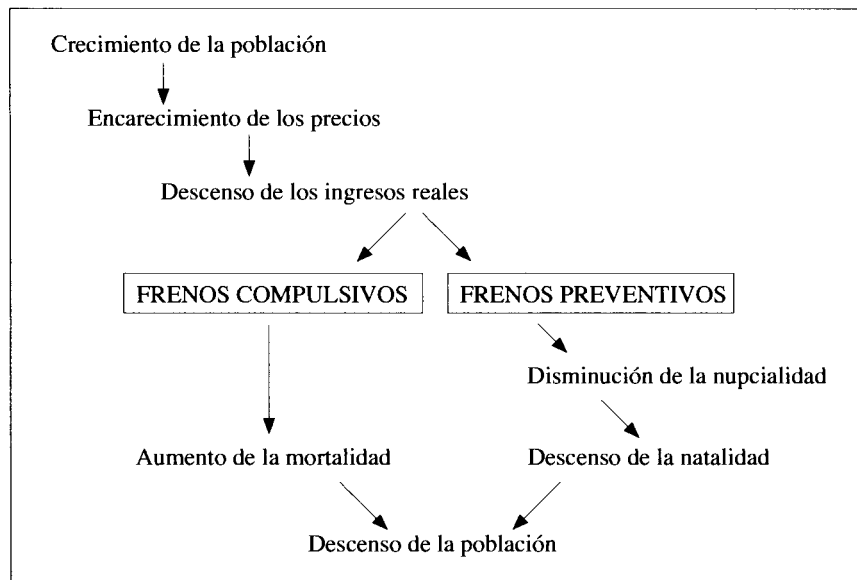 Crecimiento de la población
Encarecimiento de los precios
Descenso de los ingresos reales
FRENOS COMPULSIVOS
FRENOS PREVENTIVOS
Disminución de la nupcialidad
Aumento de la mortalidad
Descenso de la natalidad
Descenso de la población